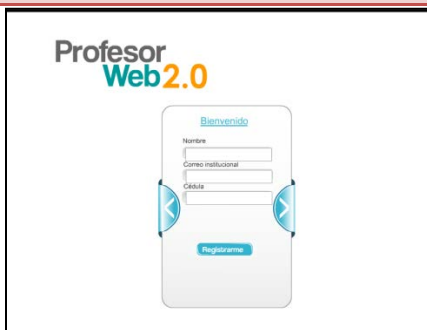 Profesor
Web2.0
Bienvenido
Nombre
Correo institucional
Cédula
Registrarme